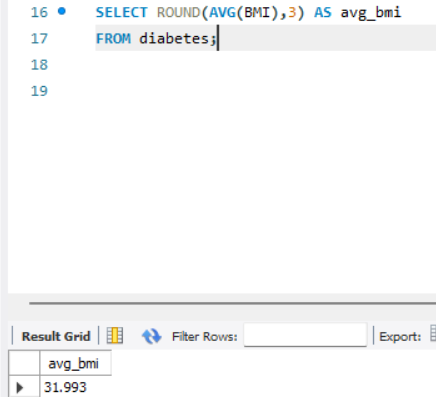 16 SELECT ROUND(AVG(BMI),3) AS avg_bmi
17 FROM diabetes;
18
19
Result Grid Filter Rows: Export:
avg_bmi
31.993